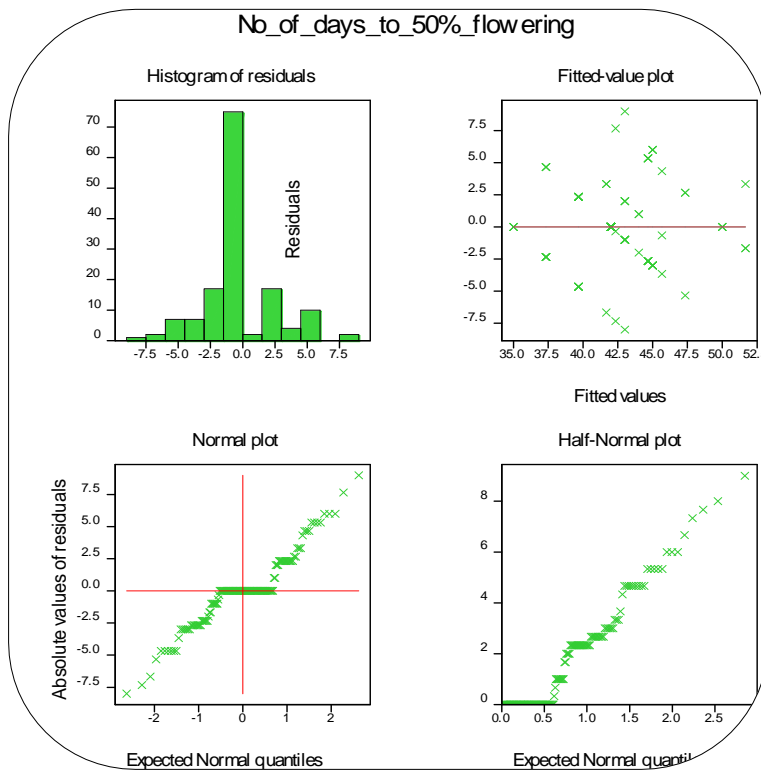 No_of_days_to_50%_flowering
Histogram of residuals
Fitted-value plot
70
60
50
40
30
20
10
0
-7.5 -5.0 -2.5 0.0 2.5 5.0 7.5
Residuals
7.5
5.0
2.5
0.0
-2.5
-5.0
-7.5
35.0 37.5 40.0 42.5 45.0 47.5 50.0 52.
Fitted values
Normal plot
Half-Normal plot
Absolute values of residuals
7.5
5.0
2.5
0.0
-2.5
-5.0
-7.5
-2 -1 0 1 2
Expected Normal quantiles
8
6
4
2
0
0.0 0.5 1.0 1.5 2.0 2.5
Expected Normal quantil